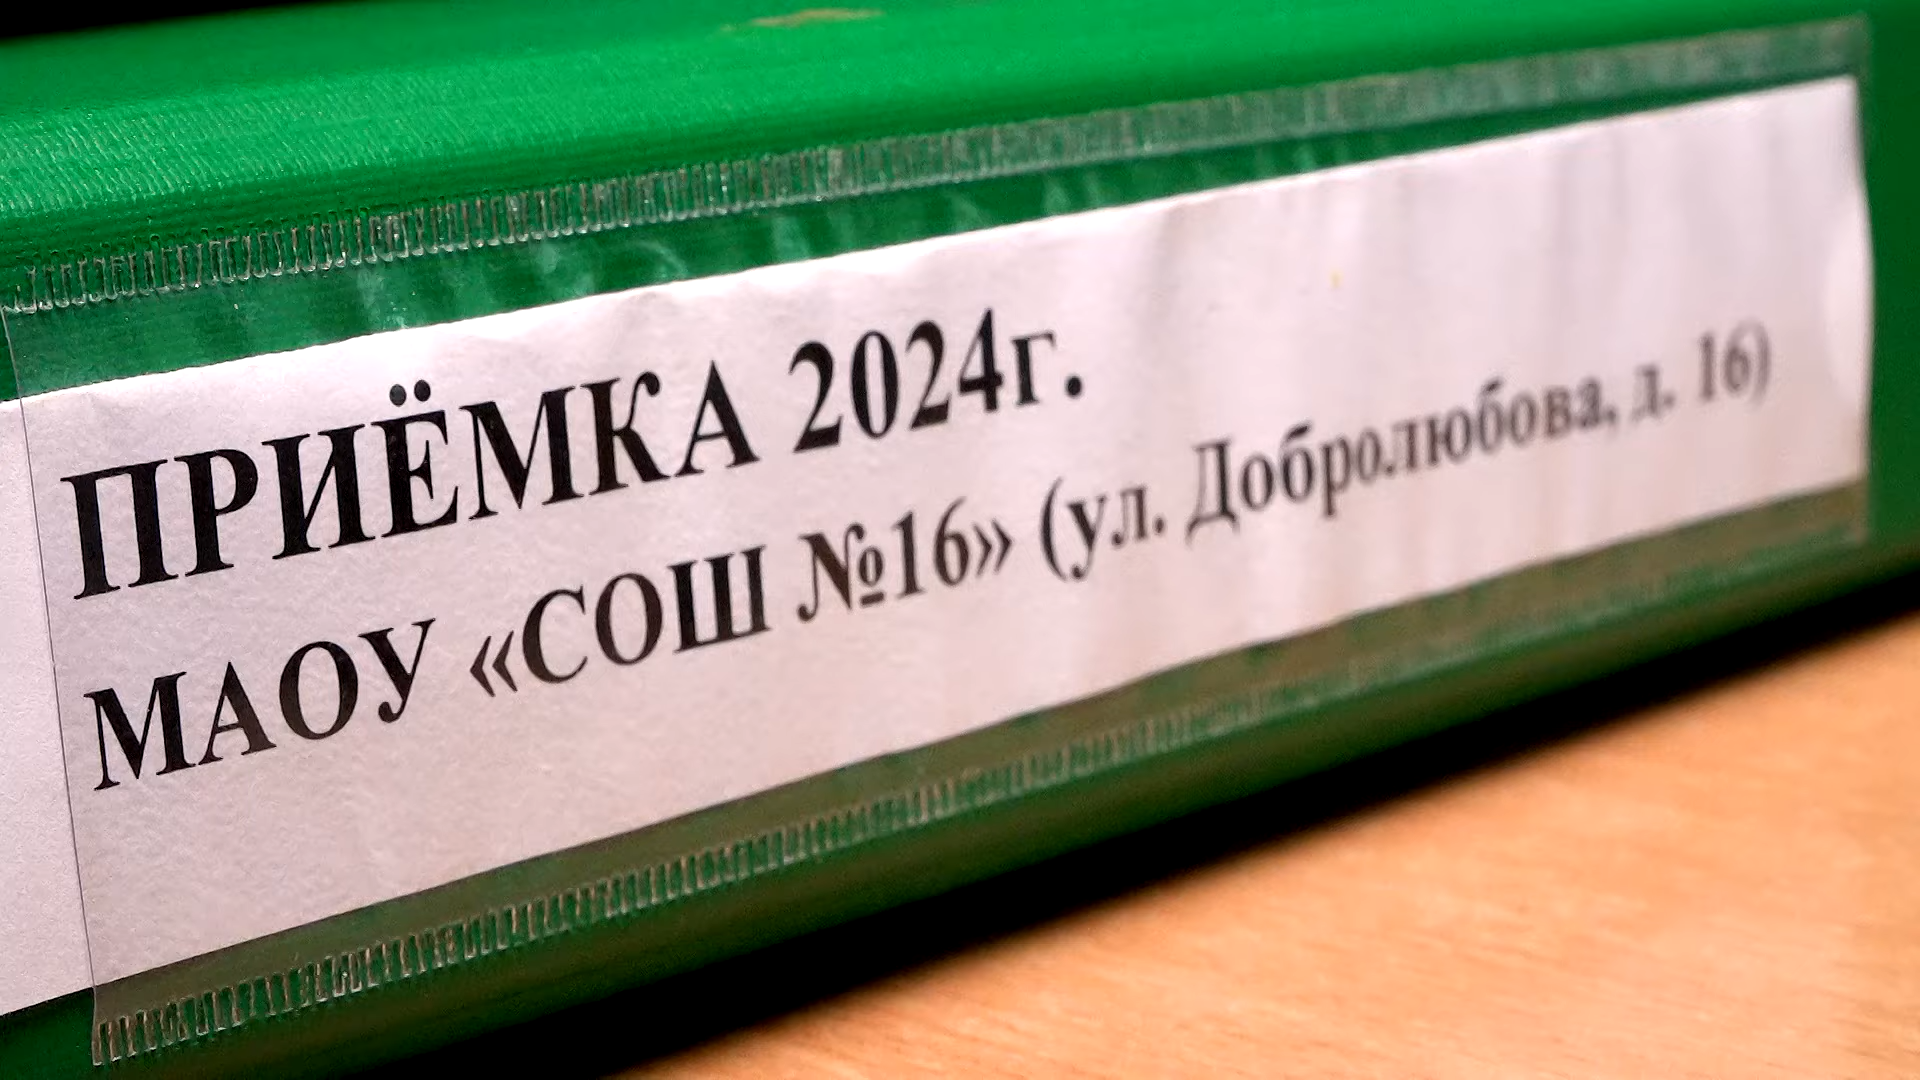 ПРИЁМКА 2024г.
МАОУ «СОШ №16» (ул. Добролюбова, д. 16)